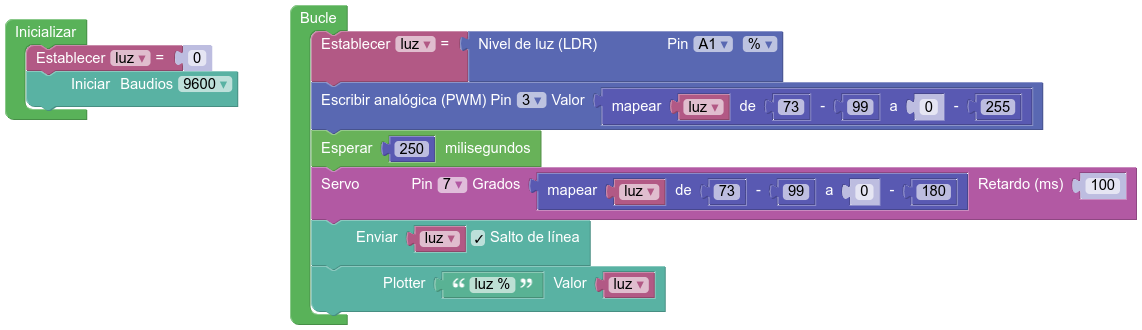 Inicializar
Establecer luz ▾ = 0
Iniciar Baudios 9600 ▾
Bucle
Establecer luz ▾ = Nivel de luz (LDR) Pin A1 ▾ % ▾
Escribir analógica (PWM) Pin 3 ▾ Valor mapear luz ▾ de 73 - 99 a 0 - 255
Esperar 250 milisegundos
Servo Pin 7 ▾ Grados mapear luz ▾ de 73 - 99 a 0 - 180 Retardo (ms) 100
Enviar luz ▾ ✓ Salto de línea
Plotter “ luz % ” Valor luz ▾